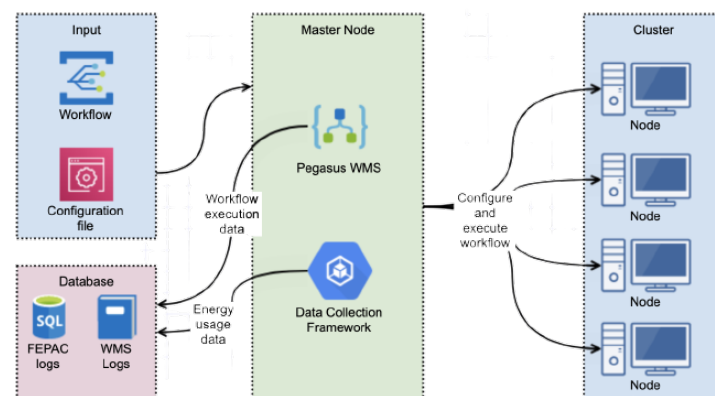 Input
Workflow
Configuration
file
Database
SQL
FEPAC
logs
WMS
Logs
Master Node
Pegasus WMS
Workflow
execution
data
Data Collection
Framework
Energy
usage
data
Configure
and
execute
workflow
Cluster
Node
Node
Node
Node